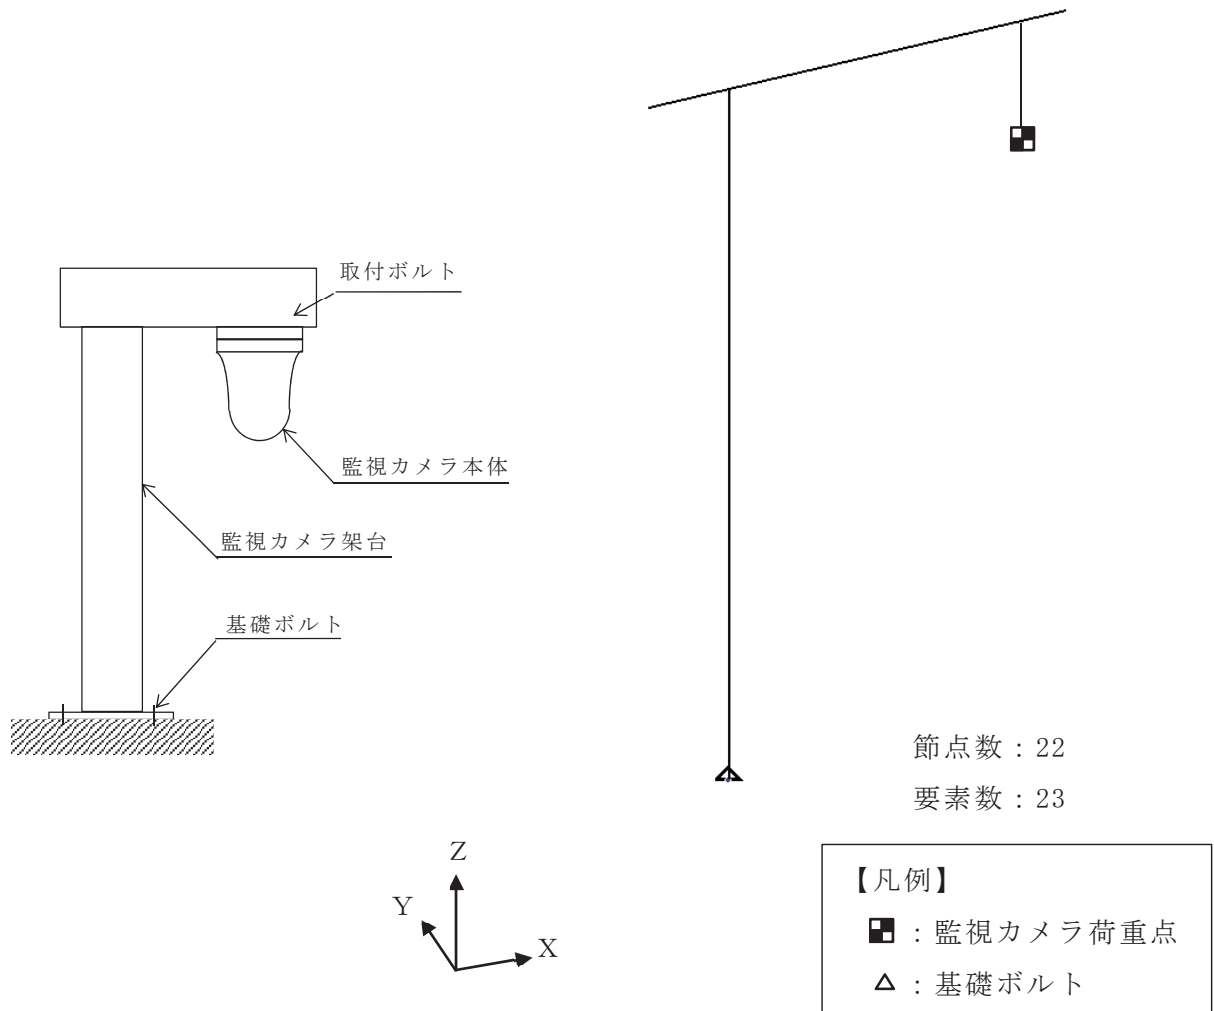 取付ボルト
監視カメラ本体
監視カメラ架台
基礎ボルト
節点数：22
要素数：23
Z
Y
X
【凡例】
：監視カメラ荷重点
：基礎ボルト